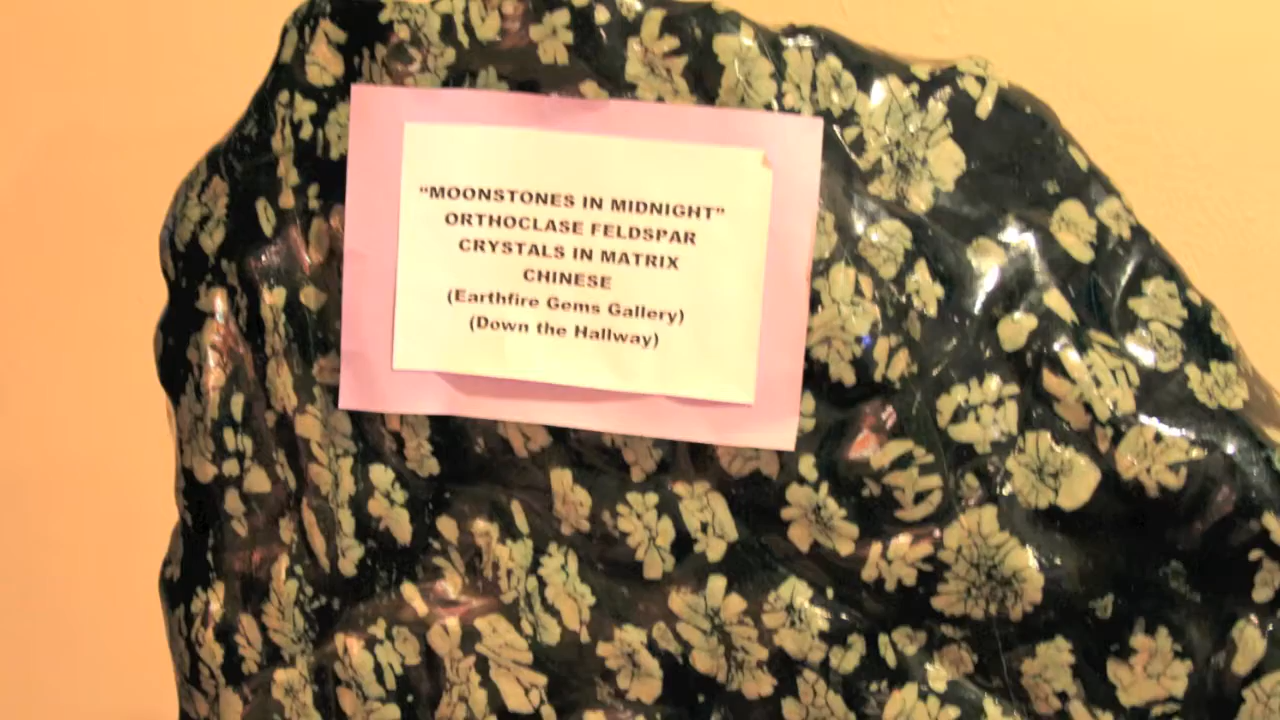 "MOONSTONES IN MIDNIGHT"
ORTHOCLASE FELDSPAR
CRYSTALS IN MATRIX
CHINESE
(Earthfire Gems Gallery)
(Down the Hallway)